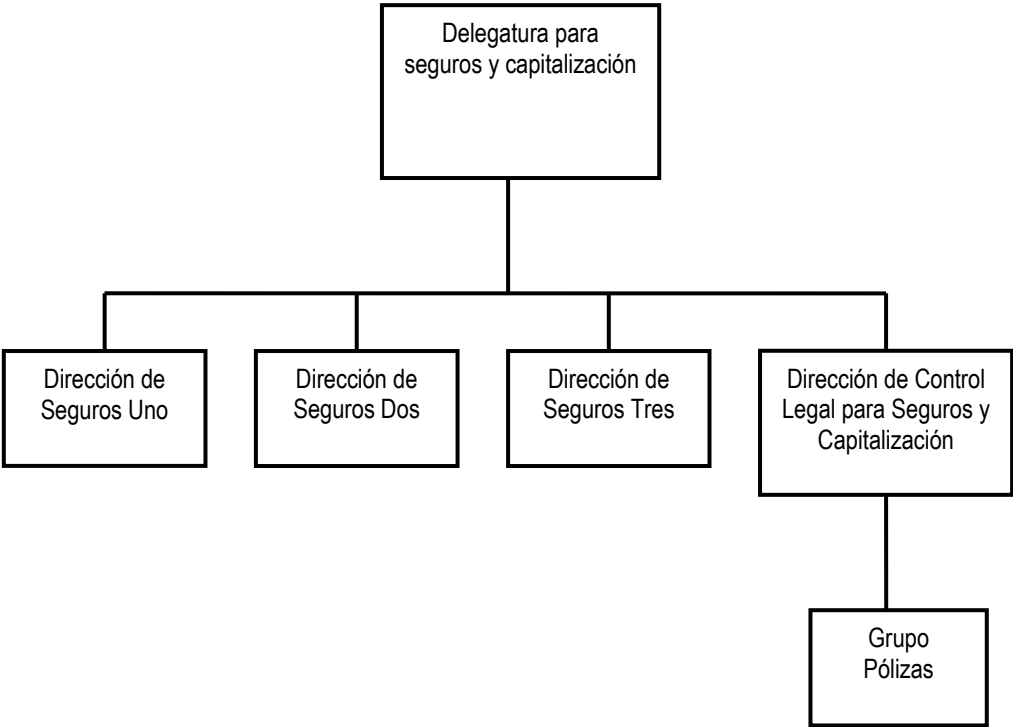 Delegatura para
seguros y capitalización
Dirección de
Seguros Uno
Dirección de
Seguros Dos
Dirección de
Seguros Tres
Dirección de Control
Legal para Seguros y
Capitalización
Grupo
Pólizas